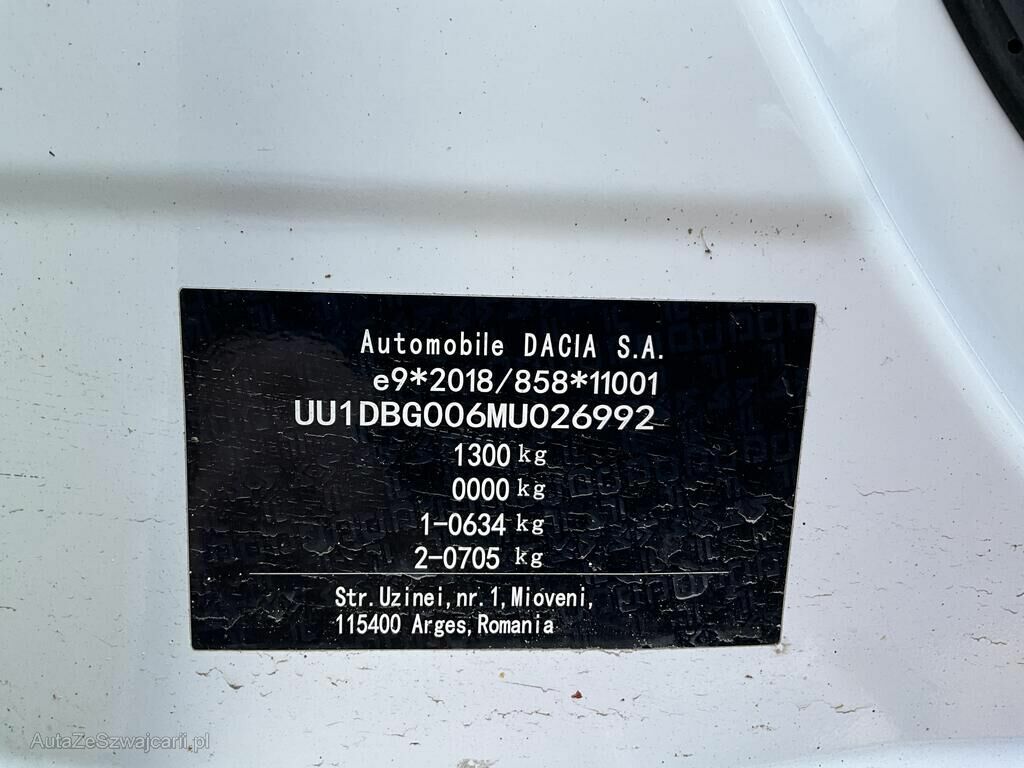 Automobile DACIA S.A.
e9*2018/858*11001
UU1DBG006MU026992
1300 kg
0000 kg
1-0634 kg
2-0705 kg
Str.Uzinei,nr.1,Mioveni,
115400 Arges,Romania
AutaZeSzwajcarii.pl